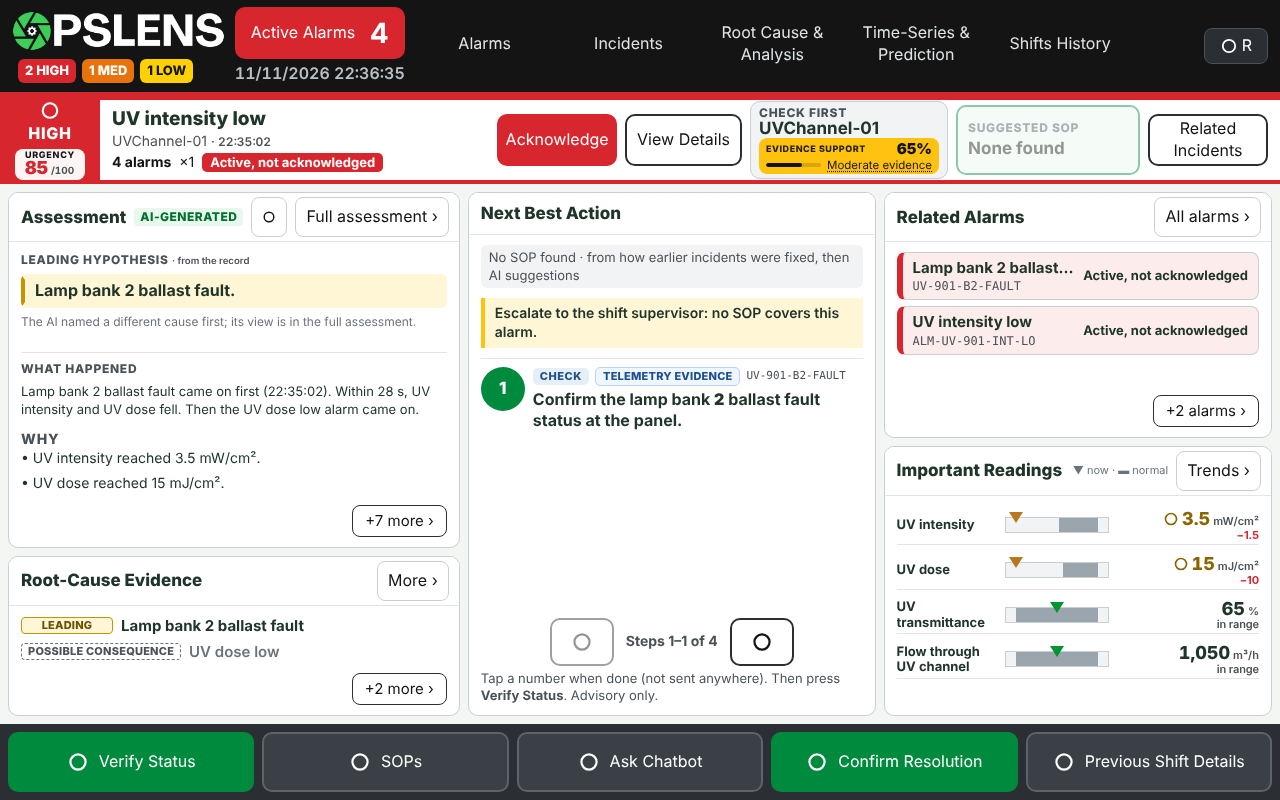 OPSLENS
2 HIGH 1 MED 1 LOW
Active Alarms 4
11/11/2026 22:36:35
Alarms
Incidents
Root Cause &
Analysis
Time-Series &
Prediction
Shifts History
R
HIGH
URGENCY
85 /100
UV intensity low
UVChannel-01 · 22:35:02
4 alarms ×1 Active, not acknowledged
Acknowledge
View Details
CHECK FIRST
UVChannel-01
EVIDENCE SUPPORT 65%
Moderate evidence
SUGGESTED SOP
None found
Related
Incidents
Assessment AI-GENERATED Full assessment ›
LEADING HYPOTHESIS · from the record
Lamp bank 2 ballast fault.
The AI named a different cause first; its view is in the full assessment.
WHAT HAPPENED
Lamp bank 2 ballast fault came on first (22:35:02). Within 28 s, UV
intensity and UV dose fell. Then the UV dose low alarm came on.
WHY
• UV intensity reached 3.5 mW/cm².
• UV dose reached 15 mJ/cm².
+7 more ›
Root-Cause Evidence More ›
LEADING Lamp bank 2 ballast fault
POSSIBLE CONSEQUENCE UV dose low
+2 more ›
Next Best Action
No SOP found · from how earlier incidents were fixed, then
AI suggestions
Escalate to the shift supervisor: no SOP covers this
alarm.
1 CHECK TELEMETRY EVIDENCE UV-901-B2-FAULT
Confirm the lamp bank 2 ballast fault
status at the panel.
Steps 1–1 of 4
Tap a number when done (not sent anywhere). Then press
Verify Status. Advisory only.
Related Alarms All alarms ›
Lamp bank 2 ballast… Active, not acknowledged
UV-901-B2-FAULT
UV intensity low Active, not acknowledged
ALM-UV-901-INT-LO
+2 alarms ›
Important Readings now · normal Trends ›
UV intensity 3.5 mW/cm²
−1.5
UV dose 15 mJ/cm²
−10
UV
transmittance 65 %
in range
Flow through
UV channel 1,050 m³/h
in range
Verify Status
SOPs
Ask Chatbot
Confirm Resolution
Previous Shift Details